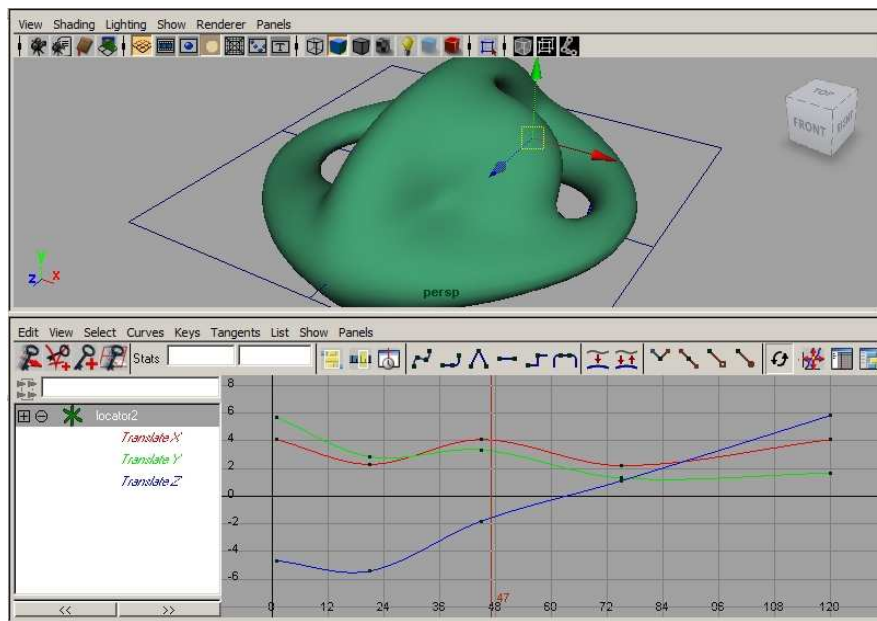 View Shading Lighting Show Renderer Panels
TOP
FRONT RIGHT
Y
Z X
persp
Edit View Select Curves Keys Tangents List Show Panels
Stats
locator2
Translate X
Translate Y
Translate Z
8
6
4
2
0
-2
-4
-6
47
0 12 24 36 48 60 72 84 96 108 120
<< >>